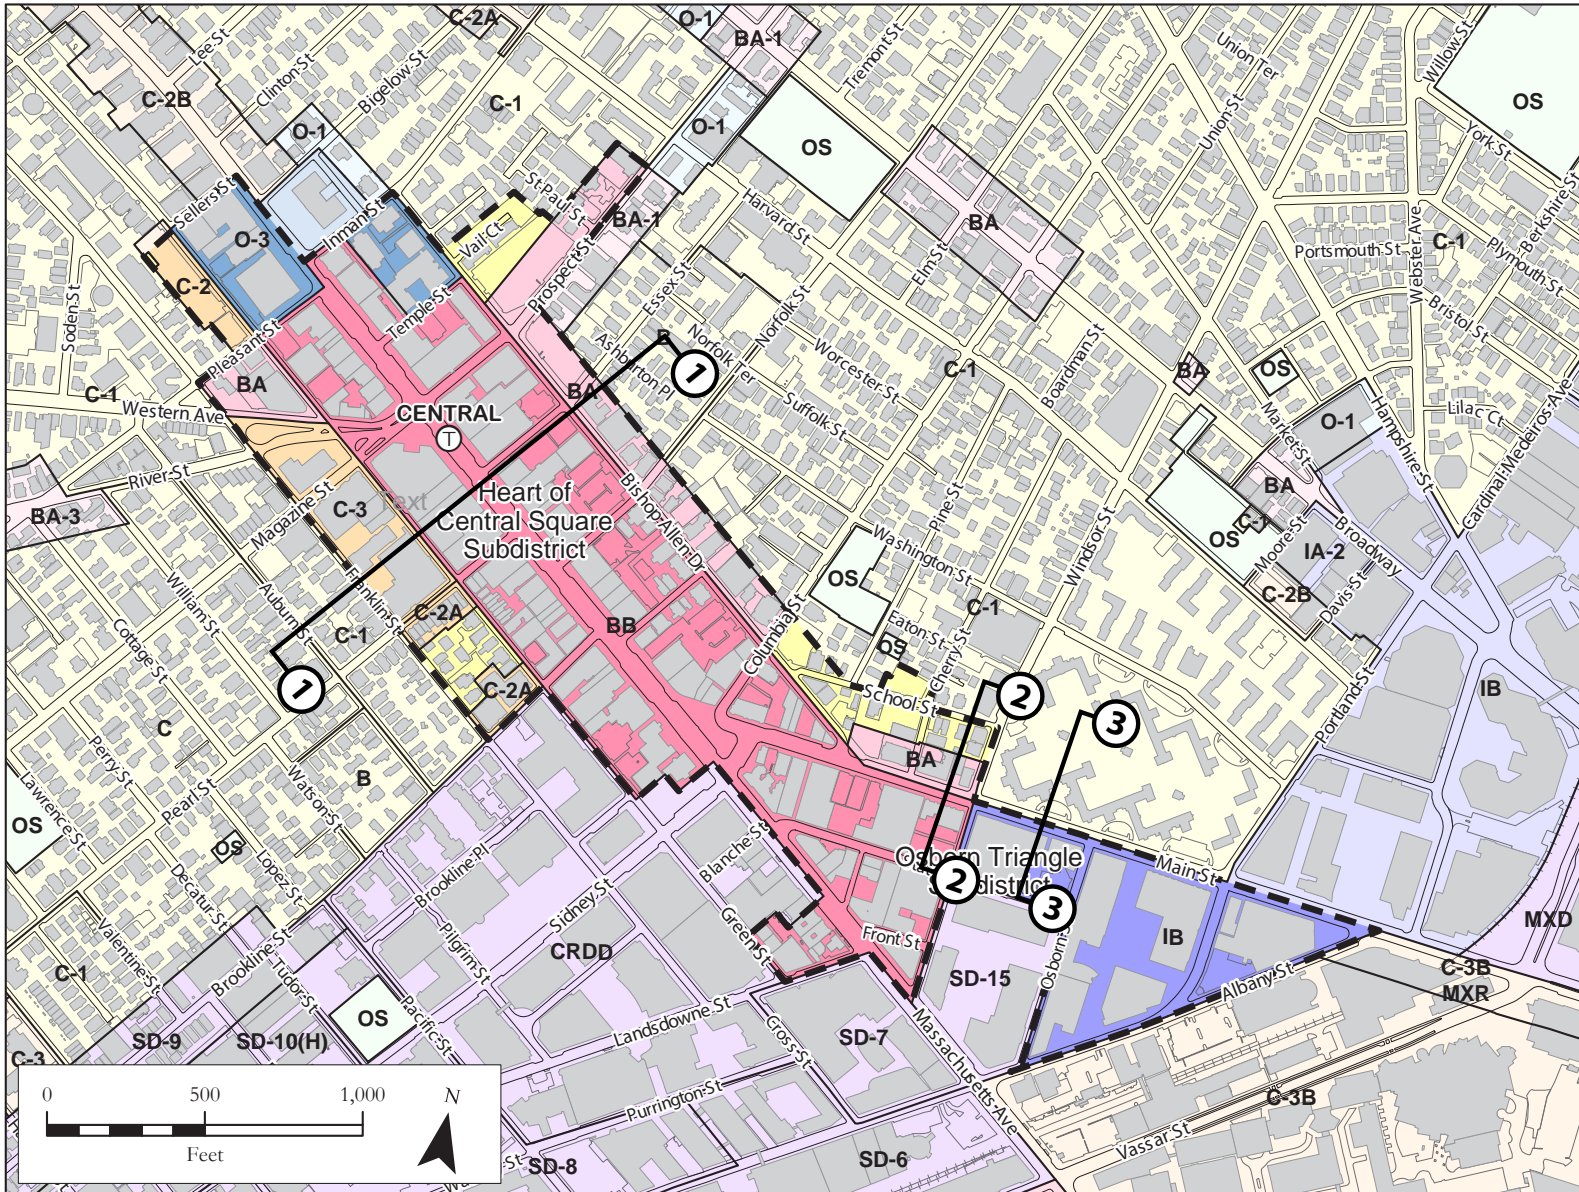 C-2A
O-1
BA-1
Lee St
Clinton St
Bigelow St
Tremont St
Union Ter
Willow St
C-2B
C-1
O-1
O-1
OS
Union St
OS
York St
Sellers St
St Paul St
BA-1
Harvard St
BA
Berkshire St
O-3
Inman St
Vail Ct
Prospect St
Essex St
Elm St
Portsmouth St
Webster Ave
C-1
Plymouth St
C-2
Soden St
Temple St
Norfolk St
Bristol St
Pleasant St
BA
Ashburton Pl
Norfolk Ter
B
1
Worcester St
C-1
Boardman St
BA
OS
C-1
Western Ave
CENTRAL
T
BA
Suffolk St
Market St
O-1
Hampshire St
Lilac Ct
Cardinal Medeiros Ave
River St
BA-3
Magazine St
C-3
Text
Heart of
Central Square
Subdistrict
Bishop Allen Dr
Pine St
Washington St
Windsor St
BA
C-1
OS
Moore St
IA-2
Broadway
William St
Auburn St
Franklin St
C-2A
OS
C-2B
Davis St
Cottage St
C-1
BB
Columbia St
Eaton St
C-1
OS
Cherry St
1
C-2A
School St
2
3
Portland St
IB
C
Perry St
Watson St
B
BA
Lawrence St
Pearl St
OS
OS
Lopez St
Decatur St
Brookline Pl
Blanche St
Osborn Triangle
Subdistrict
2
3
Main St
Sidney St
Valentine St
Brookline St
Tudor St
Pilgrim St
Green St
Front St
IB
MXD
C-1
CRDD
SD-15
Osborn S
Albany St
C-3B
MXR
OS
Pacific St
Landsdowne St
Cross St
SD-7
Massachusetts Ave
SD-9
SD-10(H)
C-3
0
500
1,000
Feet
N
Purrington St
C-3B
Vassar St
SD-8
SD-6